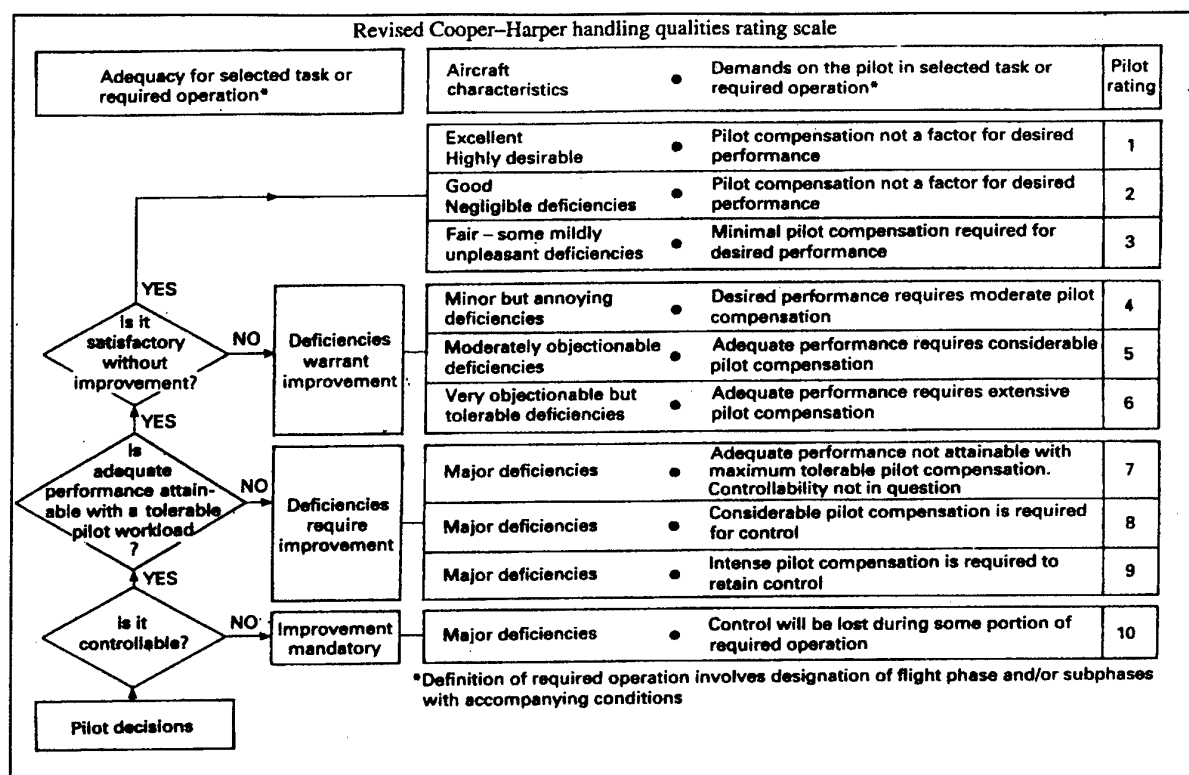 Revised Cooper–Harper handling qualities rating scale
Adequacy for selected task or
required operation*
Aircraft
characteristics
Demands on the pilot in selected task or
required operation*
Pilot
rating
Excellent
Highly desirable
Pilot compensation not a factor for desired
performance
1
Good
Negligible deficiencies
Pilot compensation not a factor for desired
performance
2
Fair – some mildly
unpleasant deficiencies
Minimal pilot compensation required for
desired performance
3
YES
Is it
satisfactory
without
improvement?
NO
Deficiencies
warrant
improvement
Minor but annoying
deficiencies
Desired performance requires moderate pilot
compensation
4
Moderately objectionable
deficiencies
Adequate performance requires considerable
pilot compensation
5
Very objectionable but
tolerable deficiencies
Adequate performance requires extensive
pilot compensation
6
YES
Is
adequate
performance attain-
able with a tolerable
pilot workload
?
NO
Deficiencies
require
improvement
Major deficiencies
Adequate performance not attainable with
maximum tolerable pilot compensation.
Controllability not in question
7
Major deficiencies
Considerable pilot compensation is required
for control
8
Major deficiencies
Intense pilot compensation is required to
retain control
9
YES
Is it
controllable?
NO
Improvement
mandatory
Major deficiencies
Control will be lost during some portion of
required operation
10
*Definition of required operation involves designation of flight phase and/or subphases
with accompanying conditions
Pilot decisions